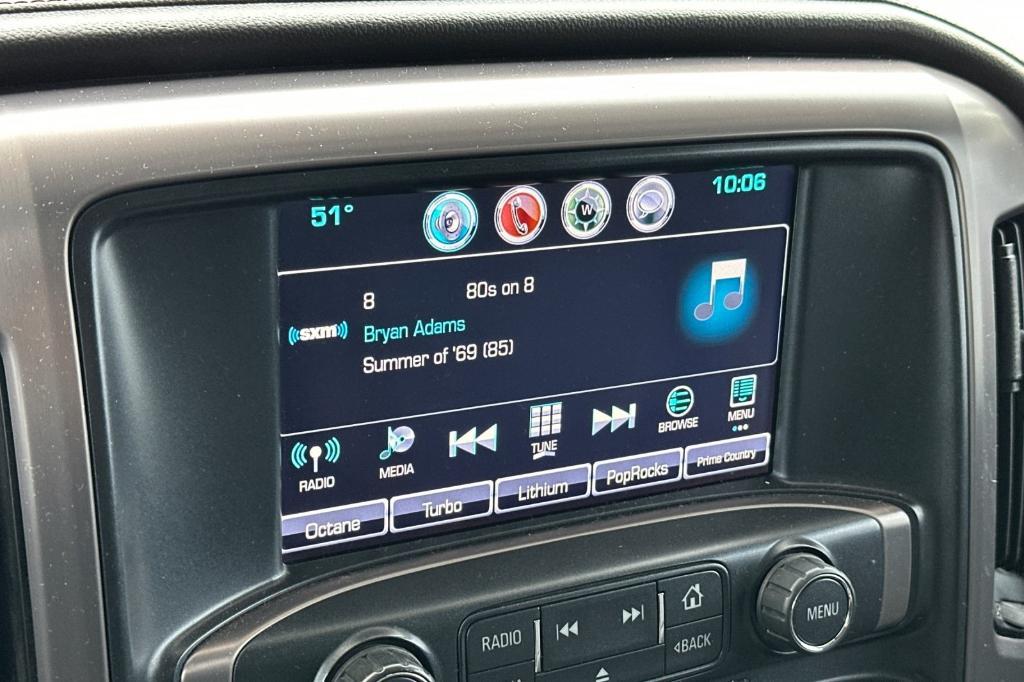 51° 10:06
W
8 80s on 8
sxm Bryan Adams
Summer of '69 (85)
RADIO MEDIA TUNE BROWSE MENU
Octane Turbo Lithium PopRocks Prime Country
RADIO MENU
BACK